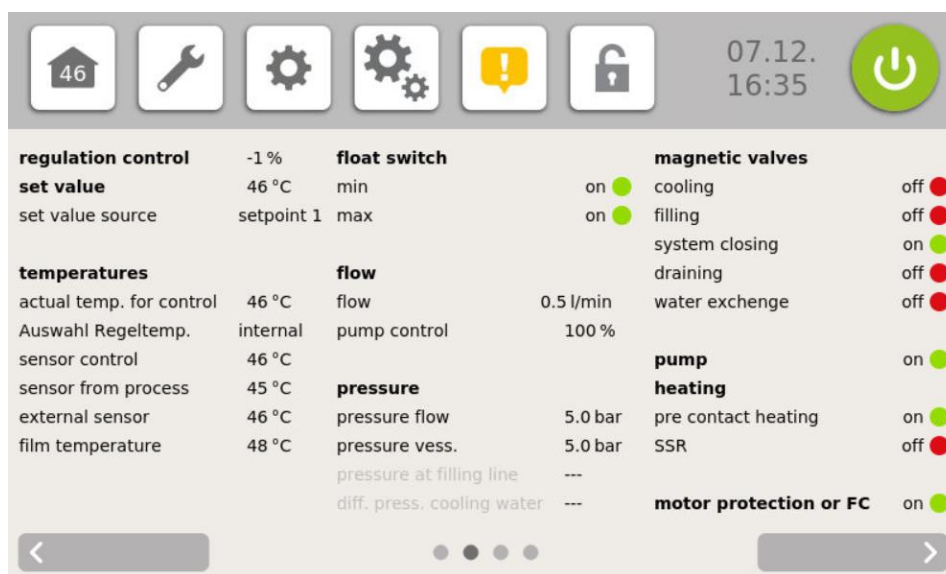 46
07.12.
16:35
regulation control -1 %
set value 46 °C
set value source setpoint 1
temperatures
actual temp. for control 46 °C
Auswahl Regeltemp. internal
sensor control 46 °C
sensor from process 45 °C
external sensor 46 °C
film temperature 48 °C
float switch
min on
max on
flow
flow 0.5 l/min
pump control 100 %
pressure
pressure flow 5.0 bar
pressure vess. 5.0 bar
pressure at filling line ---
diff. press. cooling water ---
magnetic valves
cooling off
filling off
system closing on
draining off
water exchenge off
pump on
heating
pre contact heating on
SSR off
motor protection or FC on